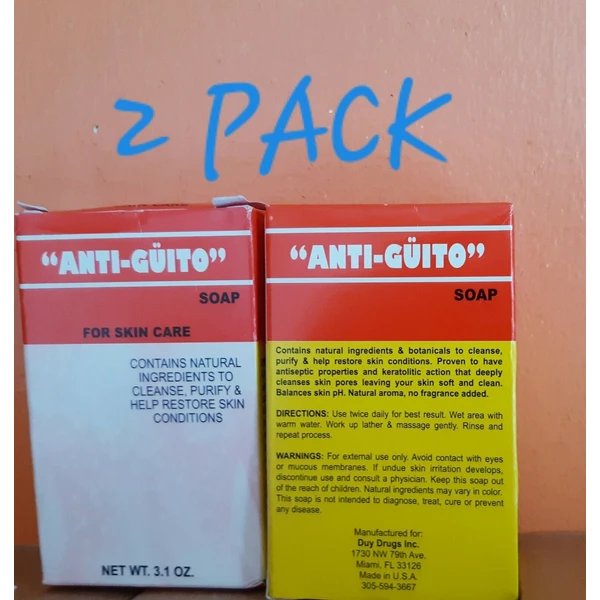 2 PACK
“ANTI-GÜITO”
SOAP
FOR SKIN CARE
CONTAINS NATURAL
INGREDIENTS TO
CLEANSE, PURIFY &
HELP RESTORE SKIN
CONDITIONS
NET WT. 3.1 OZ.
“ANTI-GÜITO”
SOAP
Contains natural ingredients & botanicals to cleanse,
purify & help restore skin conditions. Proven to have
antiseptic properties and keratolitic action that deeply
cleanses skin pores leaving your skin soft and clean.
Balances skin pH. Natural aroma, no fragrance added.
DIRECTIONS: Use twice daily for best result. Wet area with
warm water. Work up lather & massage gently. Rinse and
repeat process.
WARNINGS: For external use only. Avoid contact with eyes
or mucous membranes. If undue skin irritation develops,
discontinue use and consult a physician. Keep this soap out
of the reach of children. Natural ingredients may vary in color.
This soap is not intended to diagnose, treat, cure or prevent
any disease.
Manufactured for:
Duy Drugs Inc.
1730 NW 79th Ave.
Miami, FL 33126
Made in U.S.A.
305-594-3667